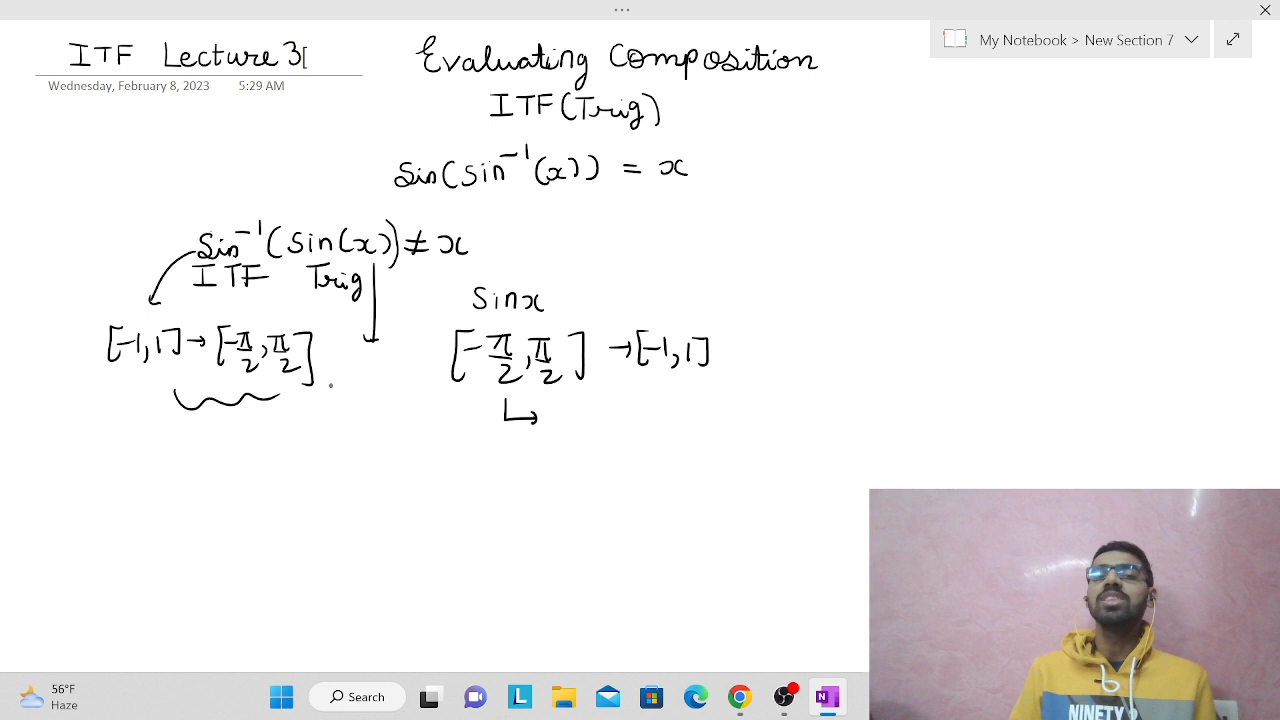 ITF Lecture 3
Wednesday, February 8, 2023 5:29 AM
My Notebook > New Section 7
Evaluating Composition
ITF (Trig)
Sin(sin⁻¹(x)) = x
Sin⁻¹(sin(x)) ≠ x
ITF Trig
Sinx
[-1,1] → [-π/2, π/2]
[-π/2, π/2] → [-1,1]
NINETY
56°F
Haze
Search